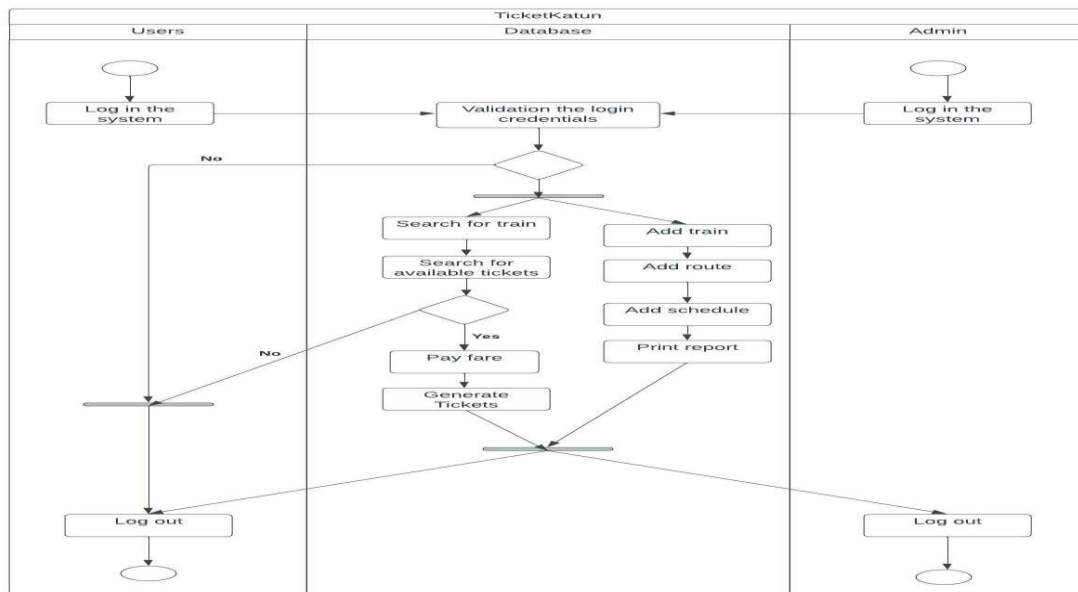 TicketKatun
Users
Database
Admin
Log in the
system
Validation the login
credentials
Log in the
system
No
Search for train
Add train
Search for
available tickets
Add route
Add schedule
Yes
No
Pay fare
Print report
Generate
Tickets
Log out
Log out